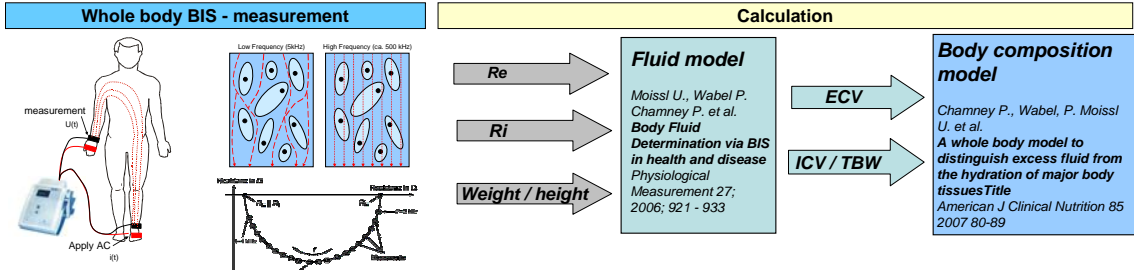 Whole body BIS - measurement
Low Frequency (5kHz)
High Frequency (ca. 500 kHz)
measurement
U(t)
Apply AC
i(t)
Calculation
Re
Ri
Weight / height
Fluid model
Moissl U., Wabel P.
Chamney P. et al.
Body Fluid
Determination via BIS
in health and disease
Physiological
Measurement 27;
2006; 921 - 933
ECV
ICV / TBW
Body composition
model
Chamney P., Wabel, P. Moissl
U. et al.
A whole body model to
distinguish excess fluid from
the hydration of major body
tissuesTitle
American J Clinical Nutrition 85
2007 80-89